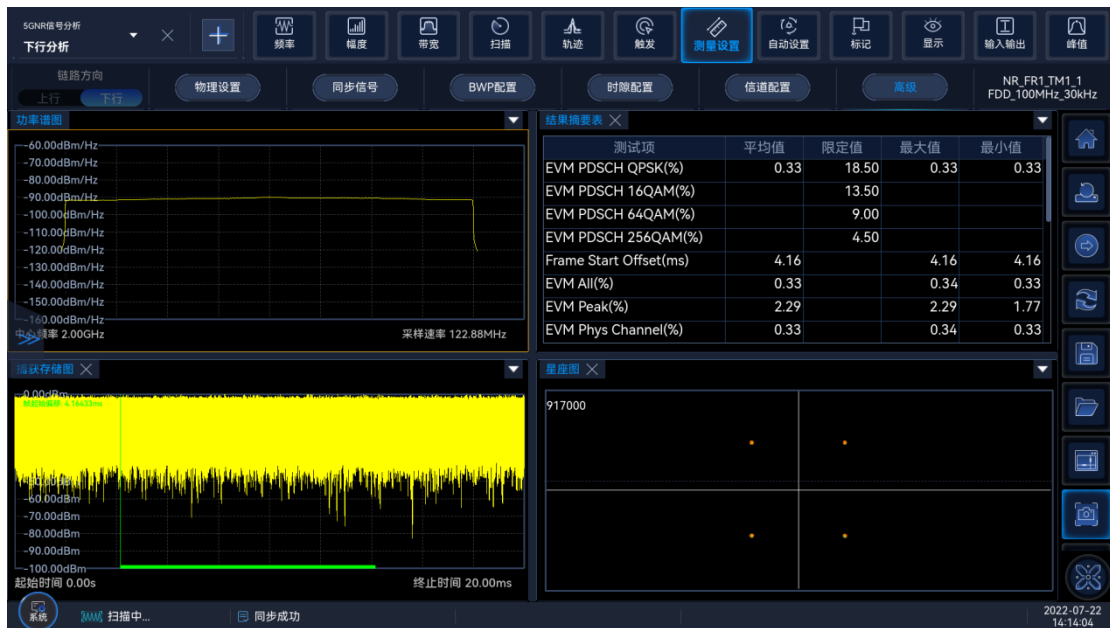 5GNR信号分析
下行分析
频率
幅度
带宽
扫描
轨迹
触发
测量设置
自动设置
标记
显示
输入输出
峰值
链路方向
上行 下行
物理设置
同步信号
BWP配置
时隙配置
信道配置
高级
NR_FR1_TM1_1
FDD_100MHz_30kHz
功率谱图
-60.00dBm/Hz
-70.00dBm/Hz
-80.00dBm/Hz
-90.00dBm/Hz
-100.00dBm/Hz
-110.00dBm/Hz
-120.00dBm/Hz
-130.00dBm/Hz
-140.00dBm/Hz
-150.00dBm/Hz
-160.00dBm/Hz
中心频率 2.00GHz 采样速率 122.88MHz
结果摘要表
测试项 平均值 限定值 最大值 最小值
EVM PDSCH QPSK(%) 0.33 18.50 0.33 0.33
EVM PDSCH 16QAM(%) 13.50
EVM PDSCH 64QAM(%) 9.00
EVM PDSCH 256QAM(%) 4.50
Frame Start Offset(ms) 4.16 4.16 4.16
EVM All(%) 0.33 0.34 0.33
EVM Peak(%) 2.29 2.29 1.77
EVM Phys Channel(%) 0.33 0.34 0.33
捕获存储图
0.00dBm
帧起始偏移 4.16433ms
-60.00dBm
-70.00dBm
-80.00dBm
-90.00dBm
-100.00dBm
起始时间 0.00s 终止时间 20.00ms
星座图
917000
系统
扫描中...
同步成功
2022-07-22
14:14:04